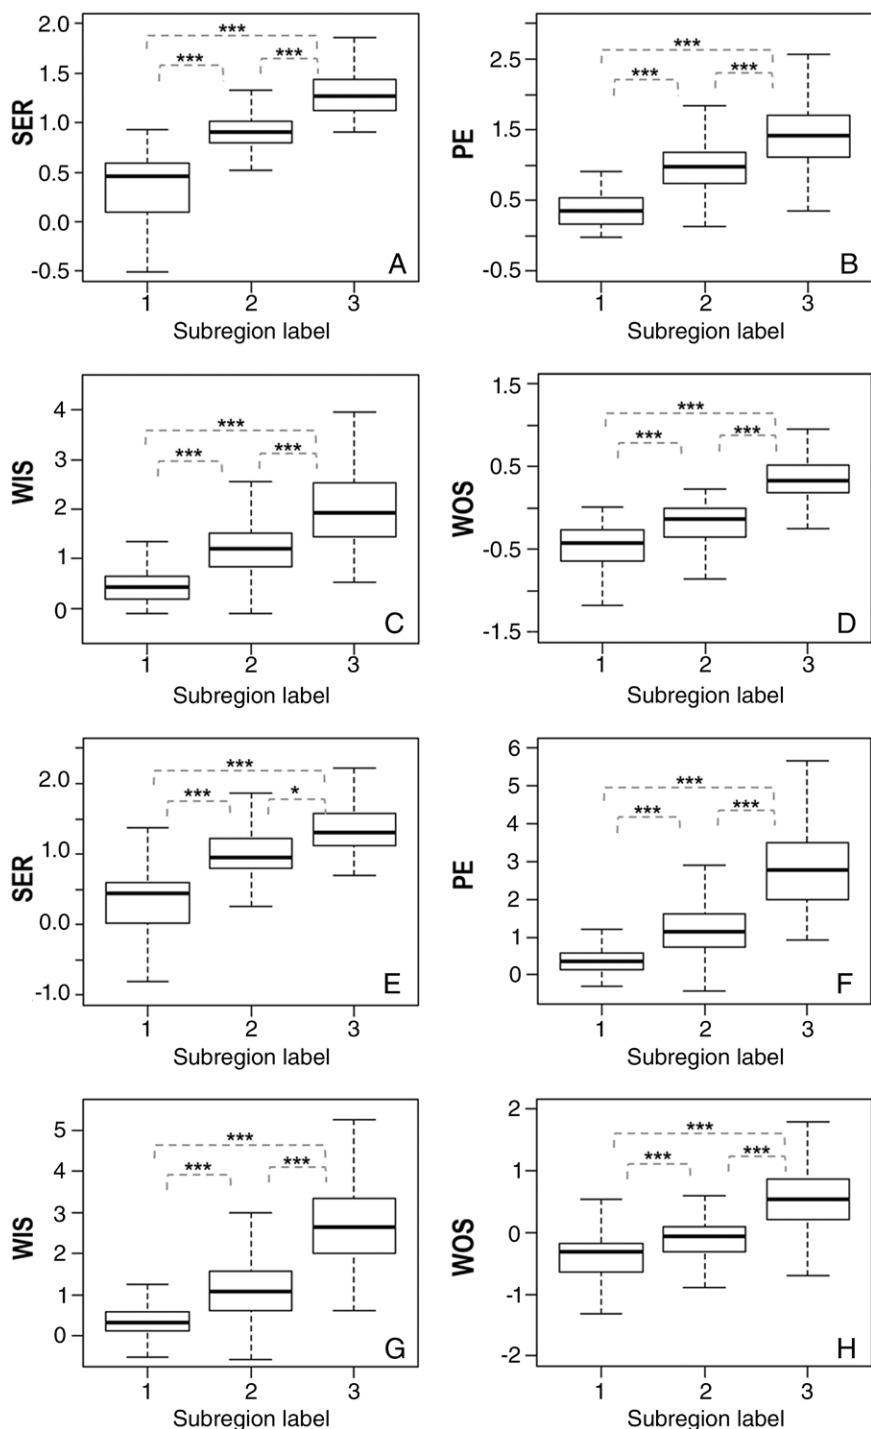 SER
2.0
1.5
1.0
0.5
0.0
-0.5
***
***
***
A
1 2 3
Subregion label
PE
2.5
1.5
0.5
-0.5
***
***
***
B
1 2 3
Subregion label
WIS
4
3
2
1
0
***
***
***
C
1 2 3
Subregion label
WOS
1.5
0.5
-0.5
-1.5
***
***
***
D
1 2 3
Subregion label
SER
2.0
1.0
0.0
-1.0
***
***
*
E
1 2 3
Subregion label
PE
6
5
4
3
2
1
0
***
***
***
F
1 2 3
Subregion label
WIS
5
4
3
2
1
0
***
***
***
G
1 2 3
Subregion label
WOS
2
1
0
-1
-2
***
***
***
H
1 2 3
Subregion label